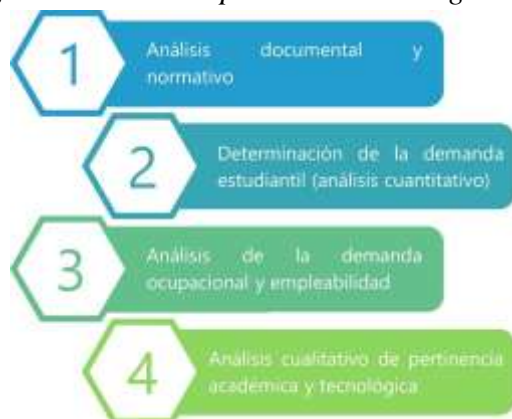 1
Análisis documental y
normativo
2
Determinación de la demanda
estudiantil (análisis cuantitativo)
3
Análisis de la demanda
ocupacional y empleabilidad
4
Análisis cualitativo de pertinencia
académica y tecnológica